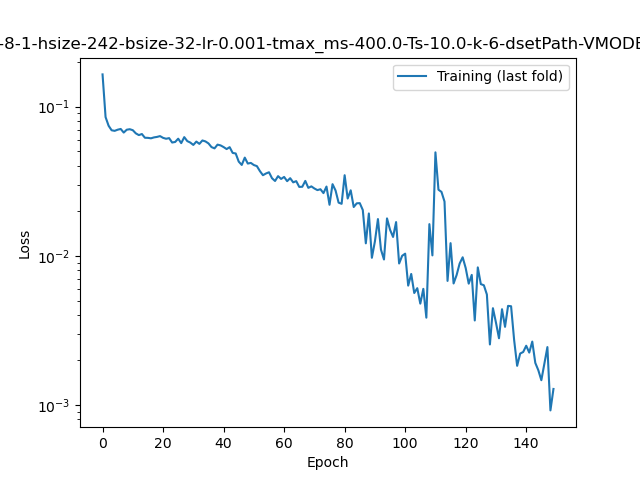 -8-1-hsize-242-bsize-32-lr-0.001-tmax_ms-400.0-Ts-10.0-k-6-dsetPath-VMODE
Training (last fold)
10⁻¹
10⁻²
10⁻³
Loss
0 20 40 60 80 100 120 140
Epoch